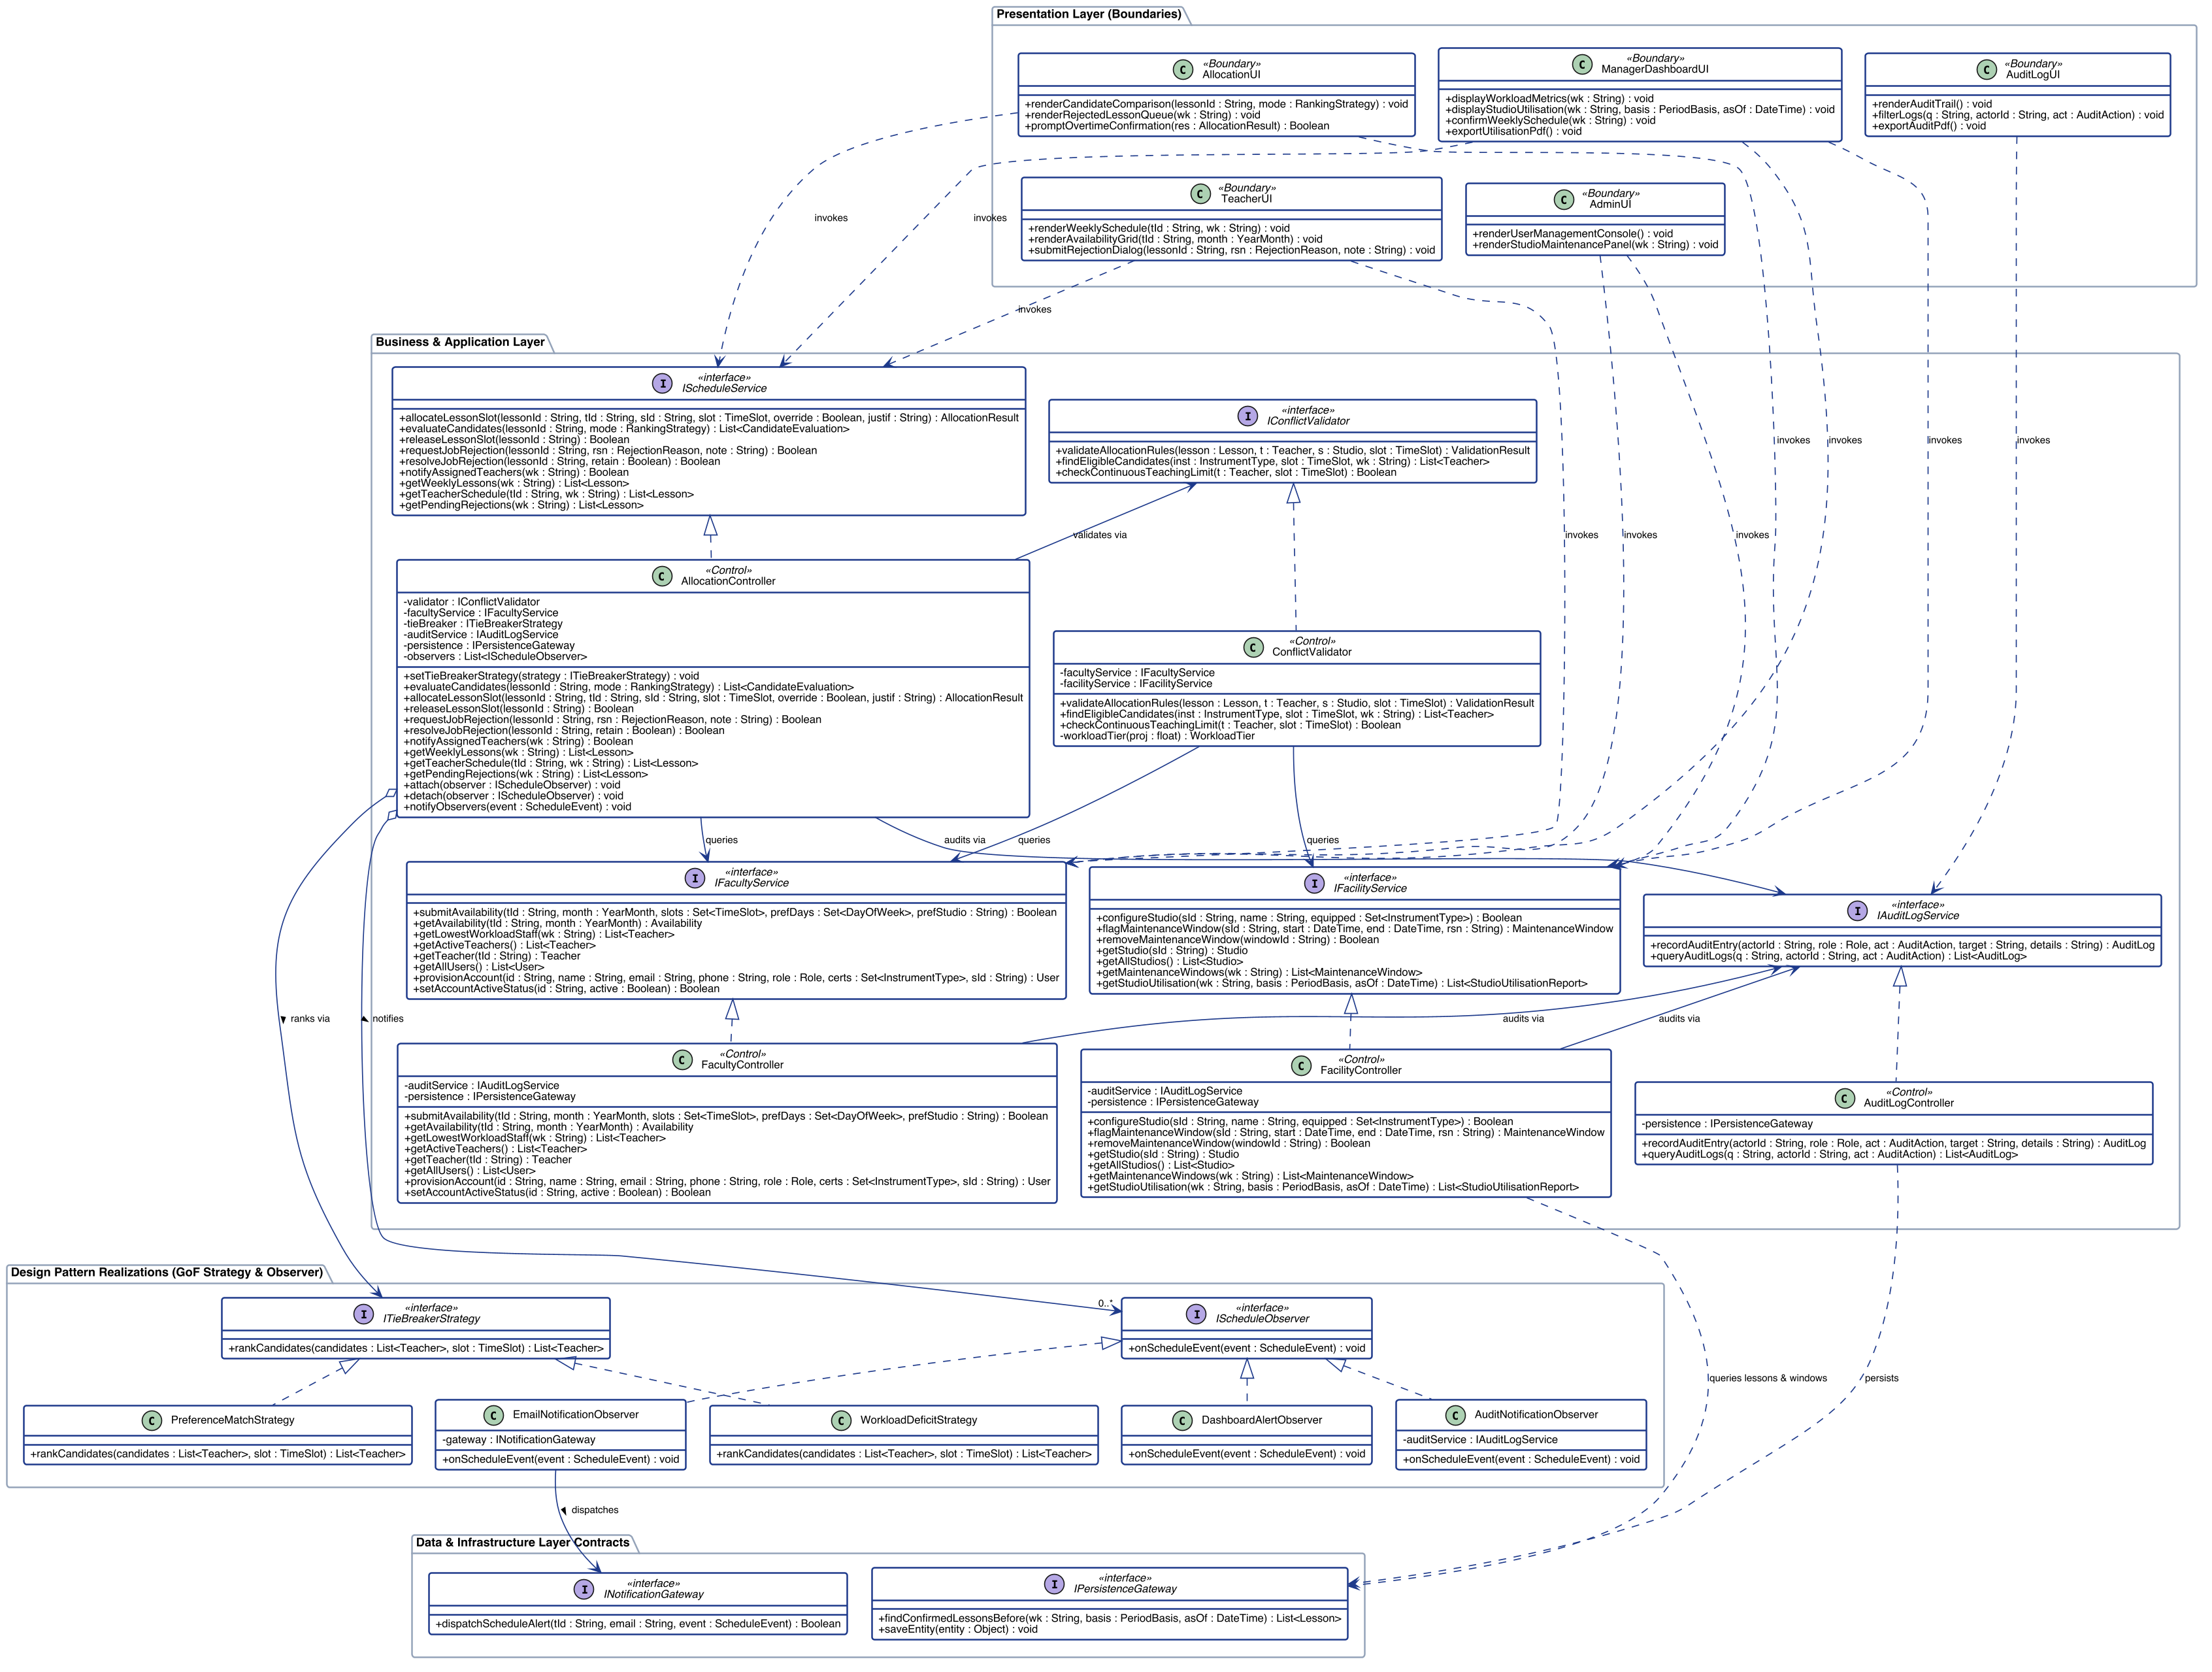 Presentation Layer (Boundaries)
C
«Boundary»
AllocationUI
+renderCandidateComparison(lessonId : String, mode : RankingStrategy) : void
+renderRejectedLessonQueue(wk : String) : void
+promptOvertimeConfirmation(res : AllocationResult) : Boolean
C
«Boundary»
ManagerDashboardUI
+displayWorkloadMetrics(wk : String) : void
+displayStudioUtilisation(wk : String, basis : PeriodBasis, asOf : DateTime) : void
+confirmWeeklySchedule(wk : String) : void
+exportUtilisationPdf() : void
C
«Boundary»
AuditLogUI
+renderAuditTrail() : void
+filterLogs(q : String, actorId : String, act : AuditAction) : void
+exportAuditPdf() : void
C
«Boundary»
TeacherUI
+renderWeeklySchedule(tId : String, wk : String) : void
+renderAvailabilityGrid(tId : String, month : YearMonth) : void
+submitRejectionDialog(lessonId : String, rsn : RejectionReason, note : String) : void
C
«Boundary»
AdminUI
+renderUserManagementConsole() : void
+renderStudioMaintenancePanel(wk : String) : void
invokes
invokes
invokes
Business & Application Layer
I
«interface»
IScheduleService
+allocateLessonSlot(lessonId : String, tId : String, sId : String, slot : TimeSlot, override : Boolean, justif : String) : AllocationResult
+evaluateCandidates(lessonId : String, mode : RankingStrategy) : List<CandidateEvaluation>
+releaseLessonSlot(lessonId : String) : Boolean
+requestJobRejection(lessonId : String, rsn : RejectionReason, note : String) : Boolean
+resolveJobRejection(lessonId : String, retain : Boolean) : Boolean
+notifyAssignedTeachers(wk : String) : Boolean
+getWeeklyLessons(wk : String) : List<Lesson>
+getTeacherSchedule(tId : String, wk : String) : List<Lesson>
+getPendingRejections(wk : String) : List<Lesson>
I
«interface»
IConflictValidator
+validateAllocationRules(lesson : Lesson, t : Teacher, s : Studio, slot : TimeSlot) : ValidationResult
+findEligibleCandidates(inst : InstrumentType, slot : TimeSlot, wk : String) : List<Teacher>
+checkContinuousTeachingLimit(t : Teacher, slot : TimeSlot) : Boolean
invokes
invokes
invokes
invokes
validates via
invokes
invokes
invokes
C
«Control»
AllocationController
-validator : IConflictValidator
-facultyService : IFacultyService
-tieBreaker : ITieBreakerStrategy
-auditService : IAuditLogService
-persistence : IPersistenceGateway
-observers : List<IScheduleObserver>
+setTieBreakerStrategy(strategy : ITieBreakerStrategy) : void
+evaluateCandidates(lessonId : String, mode : RankingStrategy) : List<CandidateEvaluation>
+allocateLessonSlot(lessonId : String, tId : String, sId : String, slot : TimeSlot, override : Boolean, justif : String) : AllocationResult
+releaseLessonSlot(lessonId : String) : Boolean
+requestJobRejection(lessonId : String, rsn : RejectionReason, note : String) : Boolean
+resolveJobRejection(lessonId : String, retain : Boolean) : Boolean
+notifyAssignedTeachers(wk : String) : Boolean
+getWeeklyLessons(wk : String) : List<Lesson>
+getTeacherSchedule(tId : String, wk : String) : List<Lesson>
+getPendingRejections(wk : String) : List<Lesson>
+attach(observer : IScheduleObserver) : void
+detach(observer : IScheduleObserver) : void
+notifyObservers(event : ScheduleEvent) : void
C
«Control»
ConflictValidator
-facultyService : IFacultyService
-facilityService : IFacilityService
+validateAllocationRules(lesson : Lesson, t : Teacher, s : Studio, slot : TimeSlot) : ValidationResult
+findEligibleCandidates(inst : InstrumentType, slot : TimeSlot, wk : String) : List<Teacher>
+checkContinuousTeachingLimit(t : Teacher, slot : TimeSlot) : Boolean
-workloadTier(proj : float) : WorkloadTier
queries
audits via
queries
queries
I
«interface»
IFacultyService
+submitAvailability(tId : String, month : YearMonth, slots : Set<TimeSlot>, prefDays : Set<DayOfWeek>, prefStudio : String) : Boolean
+getAvailability(tId : String, month : YearMonth) : Availability
+getLowestWorkloadStaff(wk : String) : List<Teacher>
+getActiveTeachers() : List<Teacher>
+getTeacher(tId : String) : Teacher
+getAllUsers() : List<User>
+provisionAccount(id : String, name : String, email : String, phone : String, role : Role, certs : Set<InstrumentType>, sId : String) : User
+setAccountActiveStatus(id : String, active : Boolean) : Boolean
I
«interface»
IFacilityService
+configureStudio(sId : String, name : String, equipped : Set<InstrumentType>) : Boolean
+flagMaintenanceWindow(sId : String, start : DateTime, end : DateTime, rsn : String) : MaintenanceWindow
+removeMaintenanceWindow(windowId : String) : Boolean
+getStudio(sId : String) : Studio
+getAllStudios() : List<Studio>
+getMaintenanceWindows(wk : String) : List<MaintenanceWindow>
+getStudioUtilisation(wk : String, basis : PeriodBasis, asOf : DateTime) : List<StudioUtilisationReport>
I
«interface»
IAuditLogService
+recordAuditEntry(actorId : String, role : Role, act : AuditAction, target : String, details : String) : AuditLog
+queryAuditLogs(q : String, actorId : String, act : AuditAction) : List<AuditLog>
ranks via
notifies
audits via
audits via
C
«Control»
FacultyController
-auditService : IAuditLogService
-persistence : IPersistenceGateway
+submitAvailability(tId : String, month : YearMonth, slots : Set<TimeSlot>, prefDays : Set<DayOfWeek>, prefStudio : String) : Boolean
+getAvailability(tId : String, month : YearMonth) : Availability
+getLowestWorkloadStaff(wk : String) : List<Teacher>
+getActiveTeachers() : List<Teacher>
+getTeacher(tId : String) : Teacher
+getAllUsers() : List<User>
+provisionAccount(id : String, name : String, email : String, phone : String, role : Role, certs : Set<InstrumentType>, sId : String) : User
+setAccountActiveStatus(id : String, active : Boolean) : Boolean
C
«Control»
FacilityController
-auditService : IAuditLogService
-persistence : IPersistenceGateway
+configureStudio(sId : String, name : String, equipped : Set<InstrumentType>) : Boolean
+flagMaintenanceWindow(sId : String, start : DateTime, end : DateTime, rsn : String) : MaintenanceWindow
+removeMaintenanceWindow(windowId : String) : Boolean
+getStudio(sId : String) : Studio
+getAllStudios() : List<Studio>
+getMaintenanceWindows(wk : String) : List<MaintenanceWindow>
+getStudioUtilisation(wk : String, basis : PeriodBasis, asOf : DateTime) : List<StudioUtilisationReport>
C
«Control»
AuditLogController
-persistence : IPersistenceGateway
+recordAuditEntry(actorId : String, role : Role, act : AuditAction, target : String, details : String) : AuditLog
+queryAuditLogs(q : String, actorId : String, act : AuditAction) : List<AuditLog>
Design Pattern Realizations (GoF Strategy & Observer)
I
«interface»
ITieBreakerStrategy
+rankCandidates(candidates : List<Teacher>, slot : TimeSlot) : List<Teacher>
0..*
I
«interface»
IScheduleObserver
+onScheduleEvent(event : ScheduleEvent) : void
queries lessons & windows
persists
C
PreferenceMatchStrategy
+rankCandidates(candidates : List<Teacher>, slot : TimeSlot) : List<Teacher>
C
EmailNotificationObserver
-gateway : INotificationGateway
+onScheduleEvent(event : ScheduleEvent) : void
C
WorkloadDeficitStrategy
+rankCandidates(candidates : List<Teacher>, slot : TimeSlot) : List<Teacher>
C
DashboardAlertObserver
+onScheduleEvent(event : ScheduleEvent) : void
C
AuditNotificationObserver
-auditService : IAuditLogService
+onScheduleEvent(event : ScheduleEvent) : void
dispatches
Data & Infrastructure Layer Contracts
I
«interface»
INotificationGateway
+dispatchScheduleAlert(tId : String, email : String, event : ScheduleEvent) : Boolean
I
«interface»
IPersistenceGateway
+findConfirmedLessonsBefore(wk : String, basis : PeriodBasis, asOf : DateTime) : List<Lesson>
+saveEntity(entity : Object) : void